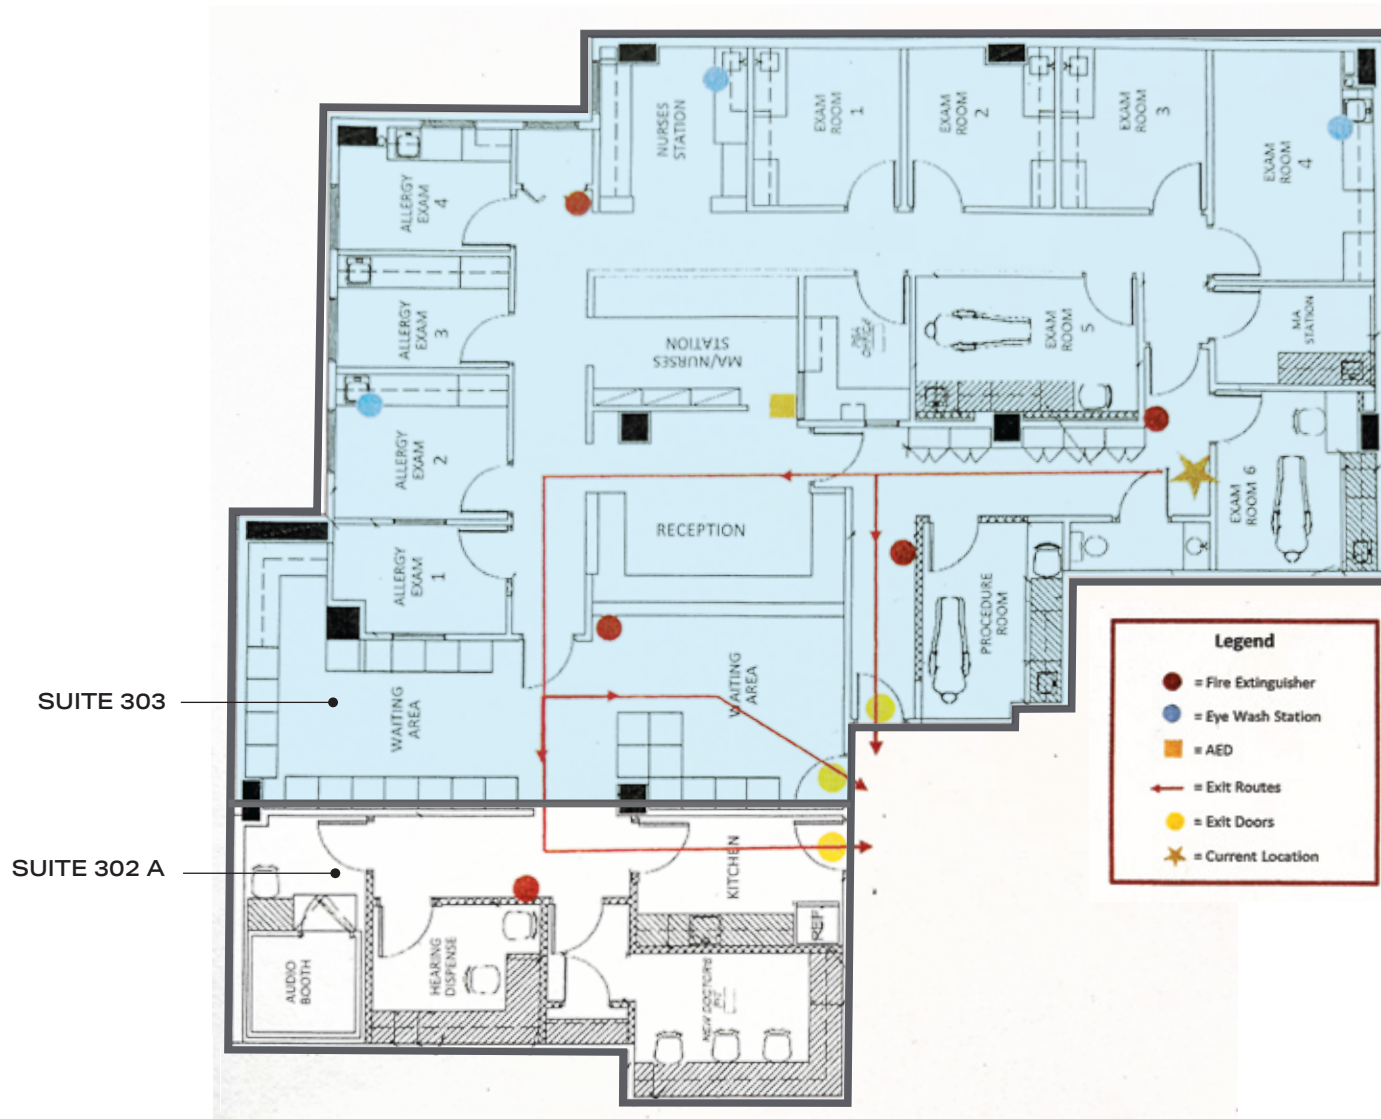 NURSES
STATION
EXAM
ROOM
1
EXAM
ROOM
2
EXAM
ROOM
3
EXAM
ROOM
4
ALLERGY
EXAM
4
ALLERGY
EXAM
3
MA/NURSES
STATION
EXAM
ROOM
5
MA
STATION
ALLERGY
EXAM
2
EXAM
ROOM 6
RECEPTION
ALLERGY
EXAM
1
PROCEDURE
ROOM
WAITING
AREA
WAITING
AREA
SUITE 303
Legend
= Fire Extinguisher
= Eye Wash Station
= AED
= Exit Routes
= Exit Doors
= Current Location
SUITE 302 A
KITCHEN
REF
AUDIO
BOOTH
HEARING
DISPENSE
NEW DOCTORS